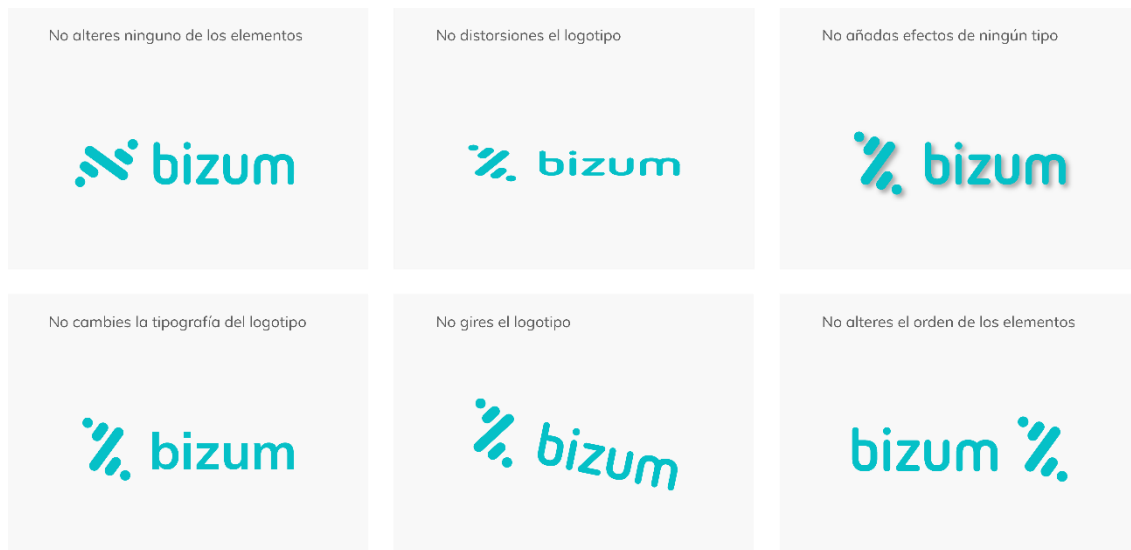 No alteres ninguno de los elementos
No distorsiones el logotipo
No añadas efectos de ningún tipo
bizum
bizum
bizum
No cambies la tipografía del logotipo
No gires el logotipo
No alteres el orden de los elementos
bizum
bizum
bizum